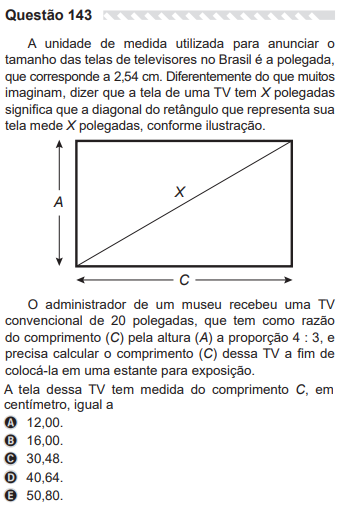 Questão 143
A unidade de medida utilizada para anunciar o
tamanho das telas de televisores no Brasil é a polegada,
que corresponde a 2,54 cm. Diferentemente do que muitos
imaginam, dizer que a tela de uma TV tem X polegadas
significa que a diagonal do retângulo que representa sua
tela mede X polegadas, conforme ilustração.
X
A
C
O administrador de um museu recebeu uma TV
convencional de 20 polegadas, que tem como razão
do comprimento (C) pela altura (A) a proporção 4 : 3, e
precisa calcular o comprimento (C) dessa TV a fim de
colocá-la em uma estante para exposição.
A tela dessa TV tem medida do comprimento C, em
centímetro, igual a
A 12,00.
B 16,00.
C 30,48.
D 40,64.
E 50,80.